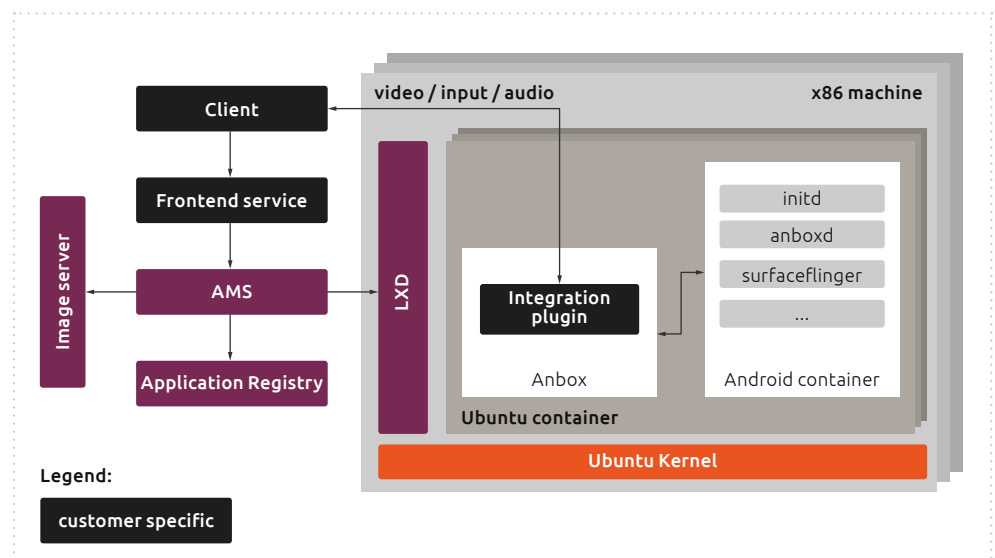 video / input / audio
x86 machine
Client
Frontend service
Image server
AMS
Application Registry
LXD
Integration
plugin
Anbox
initd
anboxd
surfaceflinger
...
Android container
Ubuntu container
Ubuntu Kernel
Legend:
customer specific